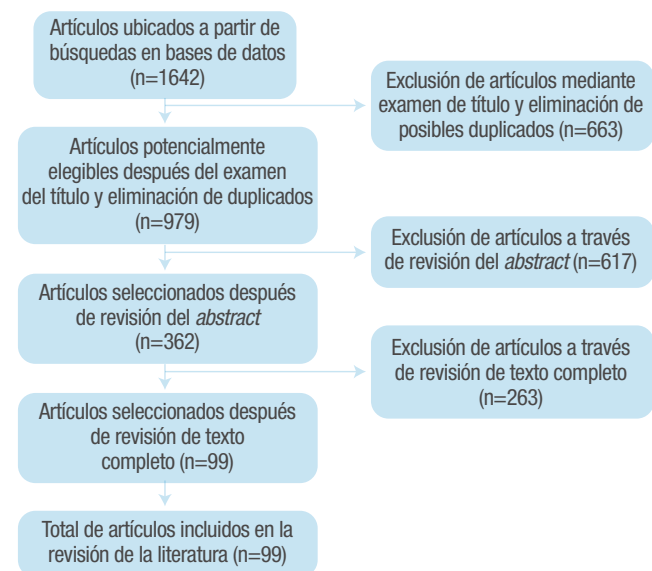 Artículos ubicados a partir de
búsquedas en bases de datos
(n=1642)
Exclusión de artículos mediante
examen de título y eliminación de
posibles duplicados (n=663)
Artículos potencialmente
elegibles después del examen
del título y eliminación de duplicados
(n=979)
Exclusión de artículos a través
de revisión del abstract (n=617)
Artículos seleccionados después
de revisión del abstract
(n=362)
Exclusión de artículos a través
de revisión de texto completo
(n=263)
Artículos seleccionados después
de revisión de texto
completo (n=99)
Total de artículos incluidos en la
revisión de la literatura (n=99)